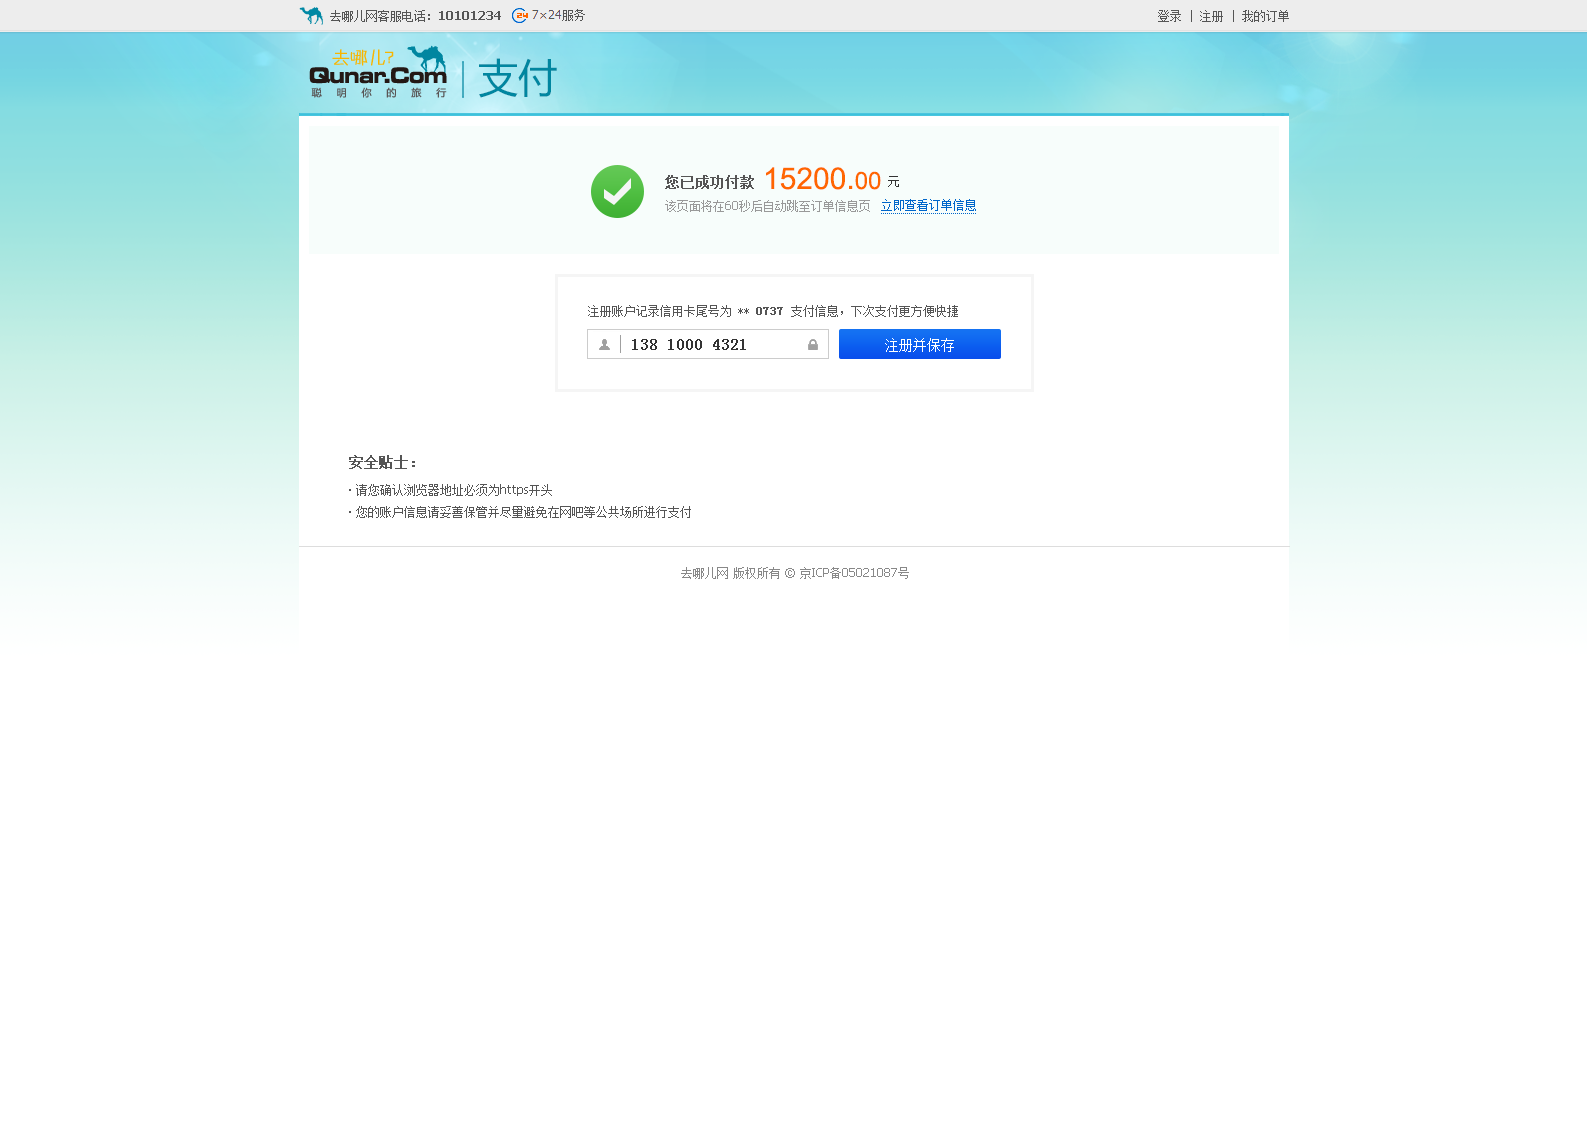 去哪儿网客服电话：10101234 7×24服务 登录 | 注册 | 我的订单
去哪儿?
Qunar.Com | 支付
聪明你的旅行
您已成功付款 15200.00 元
该页面将在60秒后自动跳至订单信息页 立即查看订单信息
注册账户记录信用卡尾号为 ** 0737 支付信息，下次支付更方便快捷
138 1000 4321 注册并保存
安全贴士：
· 请您确认浏览器地址必须为https开头
· 您的账户信息请妥善保管并尽里避免在网吧等公共场所进行支付
去哪儿网 版权所有 © 京ICP备05021087号